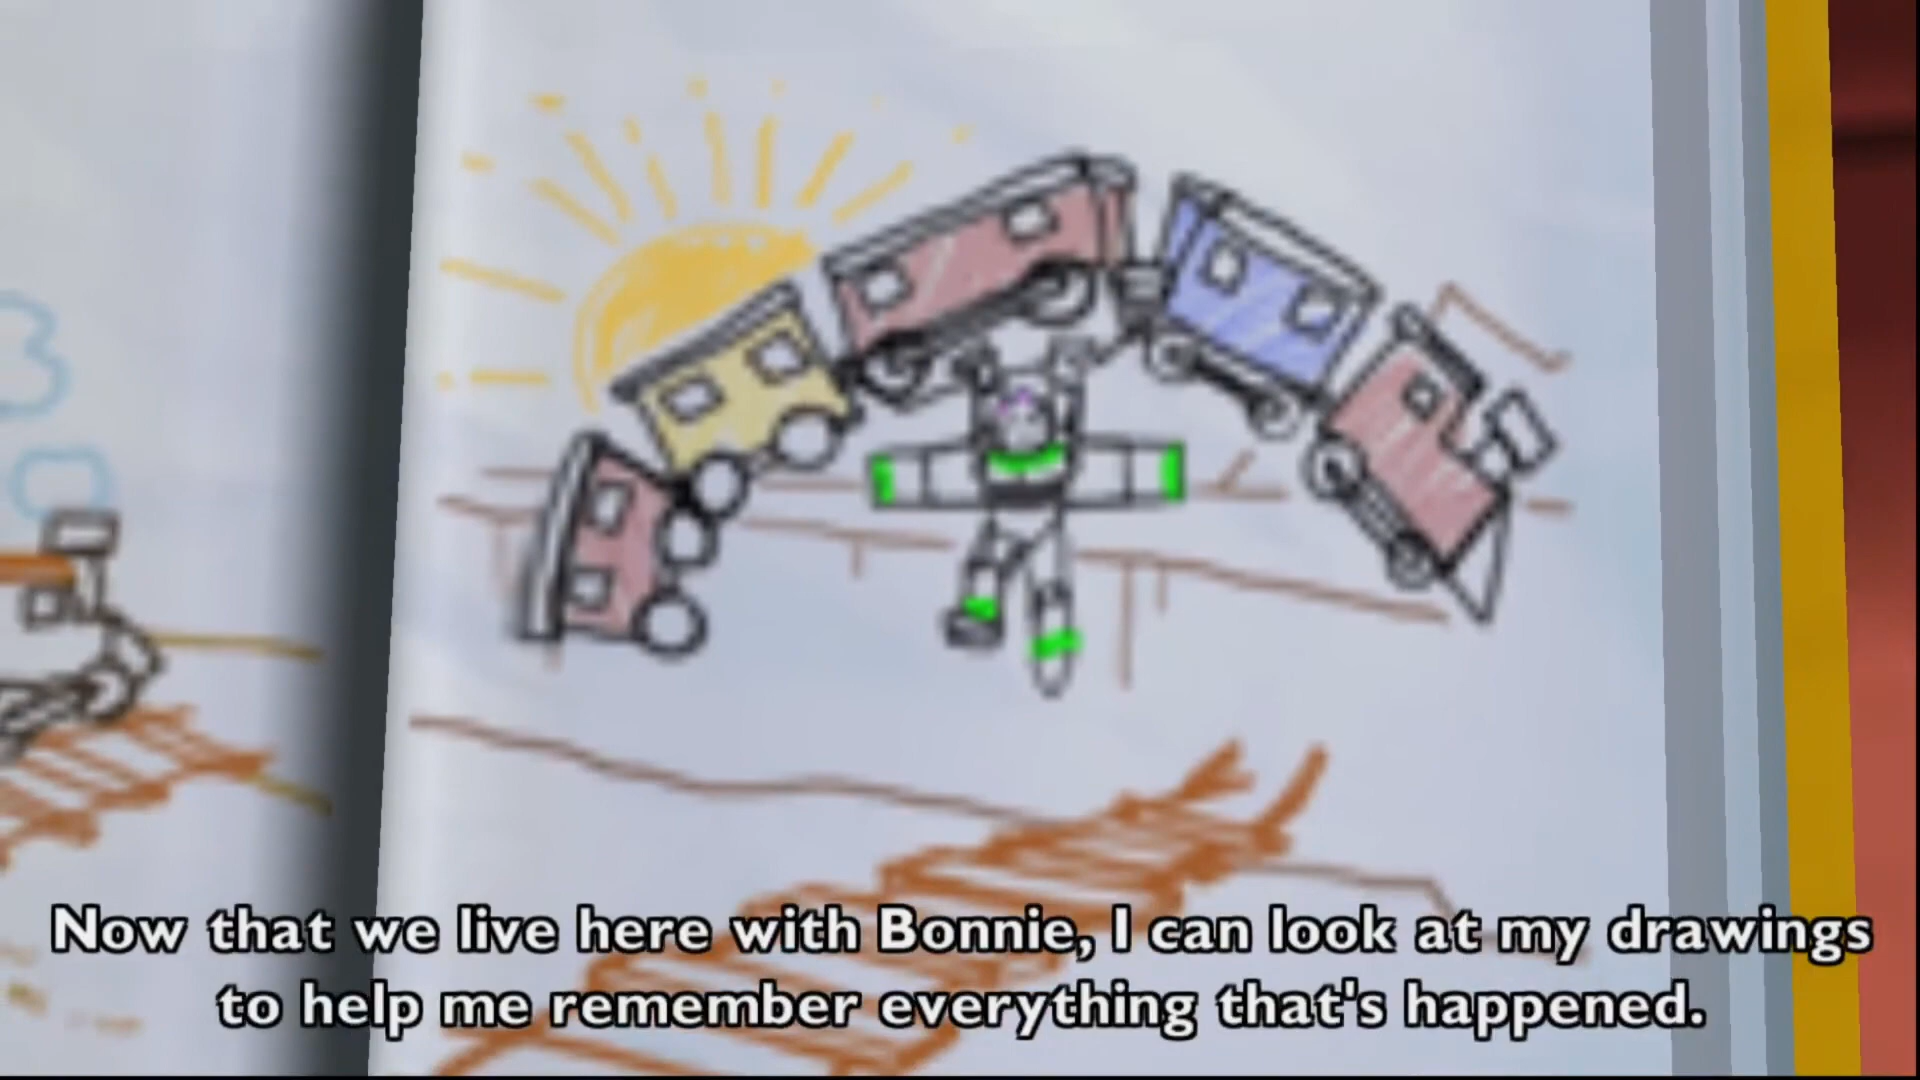 Now that we live here with Bonnie, I can look at my drawings
to help me remember everything that's happened.